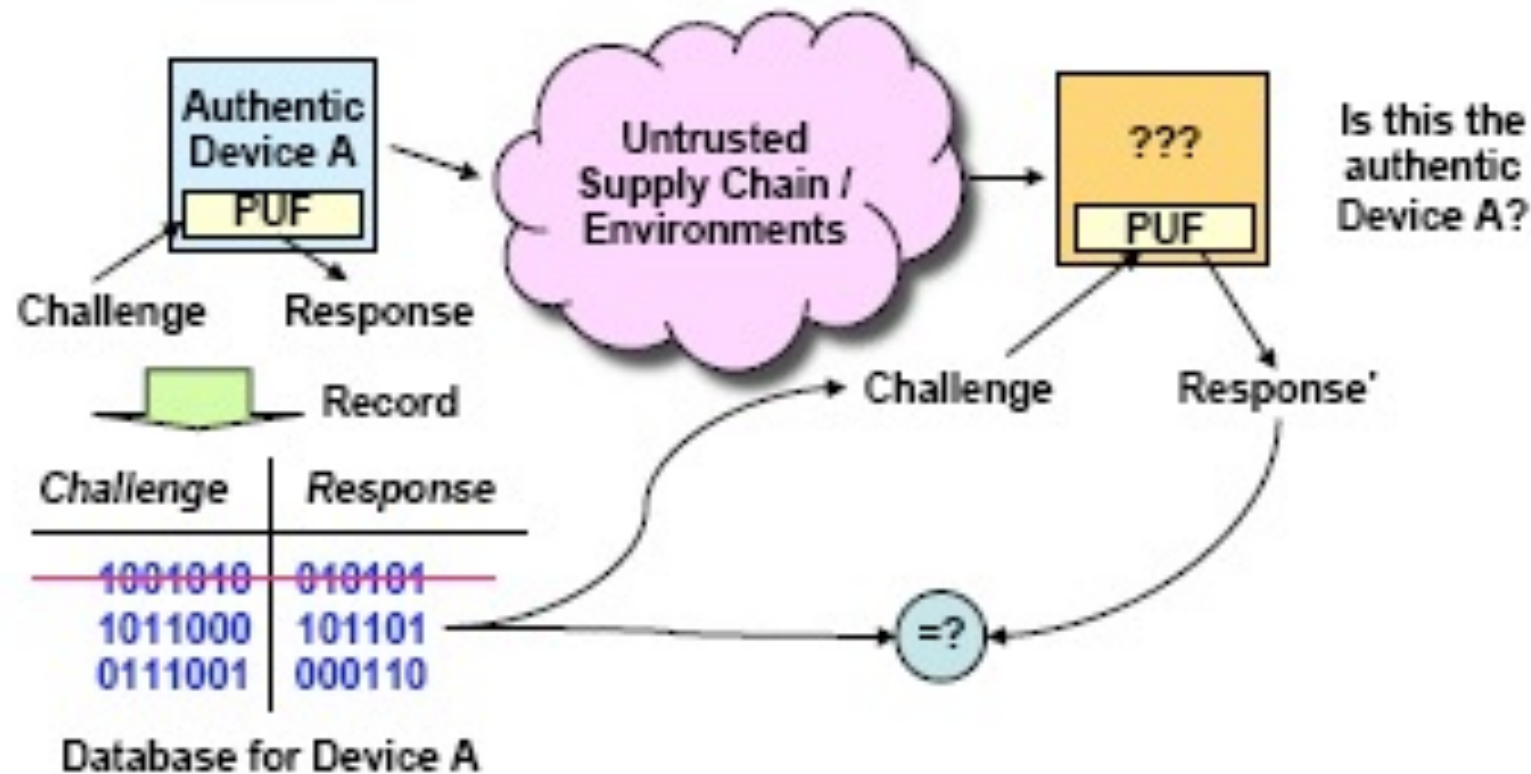 Authentic
Device A
PUF
Challenge
Response
Untrusted
Supply Chain /
Environments
???
PUF
Is this the
authentic
Device A?
Challenge
Response'
Record
Challenge Response
1001010 010101
1011000 101101
0111001 000110
=?
Database for Device A